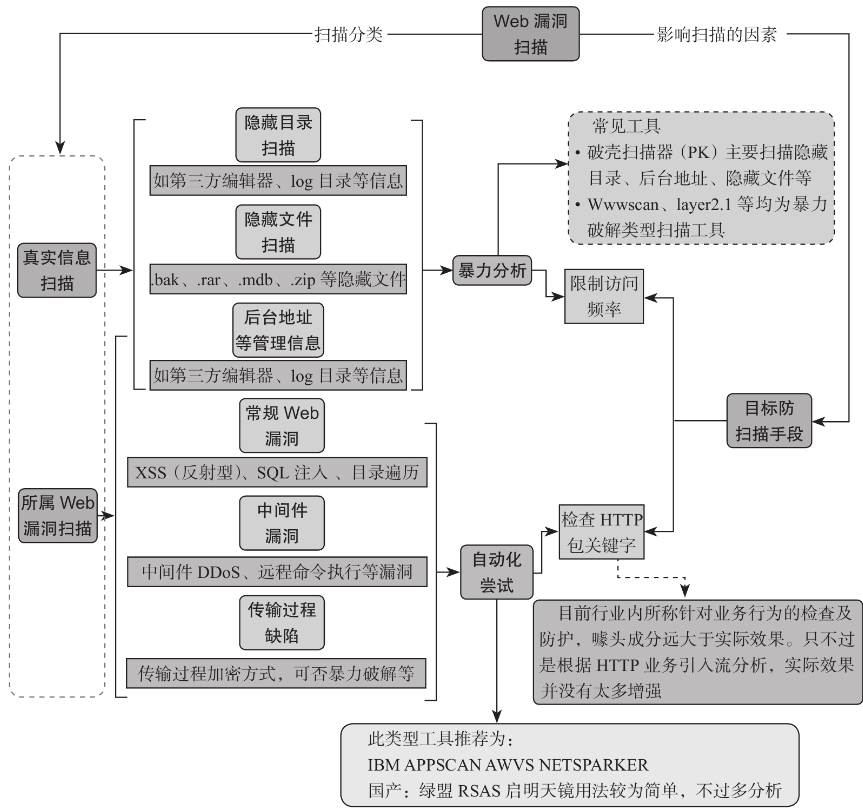 Web 漏洞
扫描
扫描分类
影响扫描的因素
隐藏目录
扫描
如第三方编辑器、log 目录等信息
隐藏文件
扫描
.bak、.rar、.mdb、.zip 等隐藏文件
后台地址
等管理信息
如第三方编辑器、log 目录等信息
真实信息
扫描
暴力分析
常见工具
• 破壳扫描器（PK）主要扫描隐藏
目录、后台地址、隐藏文件等
• Wwwscan、layer2.1 等均为暴力
破解类型扫描工具
限制访问
频率
目标防
扫描手段
常规 Web
漏洞
XSS（反射型）、SQL 注入 、目录遍历
中间件
漏洞
中间件 DDoS、远程命令执行等漏洞
传输过程
缺陷
传输过程加密方式，可否暴力破解等
所属 Web
漏洞扫描
自动化
尝试
检查 HTTP
包关键字
目前行业内所称针对业务行为的检查及
防护，噱头成分远大于实际效果。只不过
是根据 HTTP 业务引入流分析，实际效果
并没有太多增强
此类型工具推荐为：
IBM APPSCAN AWVS NETSPARKER
国产：绿盟 RSAS 启明天镜用法较为简单，不过多分析